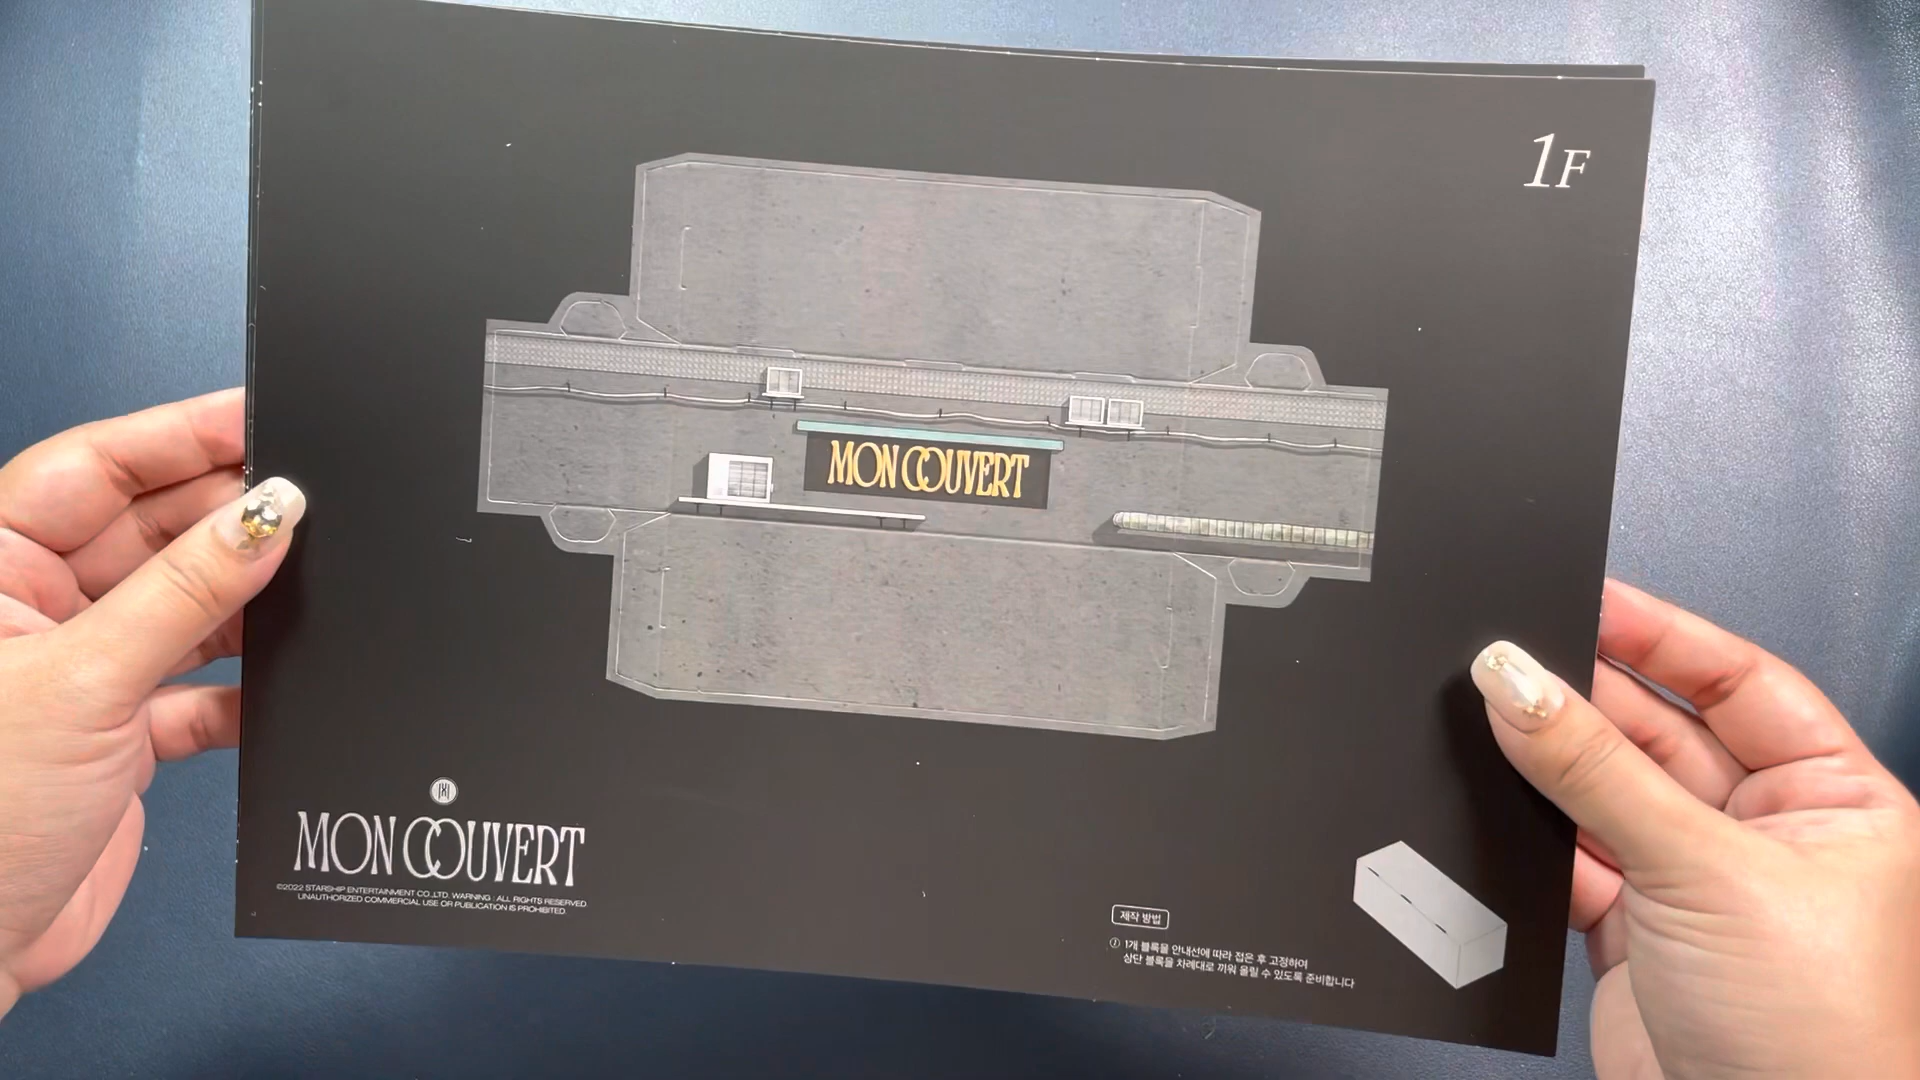 1F
MON COUVERT
MON COUVERT
©2022 STARSHIP ENTERTAINMENT CO.,LTD. WARNING : ALL RIGHTS RESERVED
UNAUTHORIZED COMMERCIAL USE OR PUBLICATION IS PROHIBITED.
제작 방법
① 1개 블록을 안내선에 따라 접은 후 고정하여
상단 블록을 차례대로 끼워 올릴 수 있도록 준비합니다